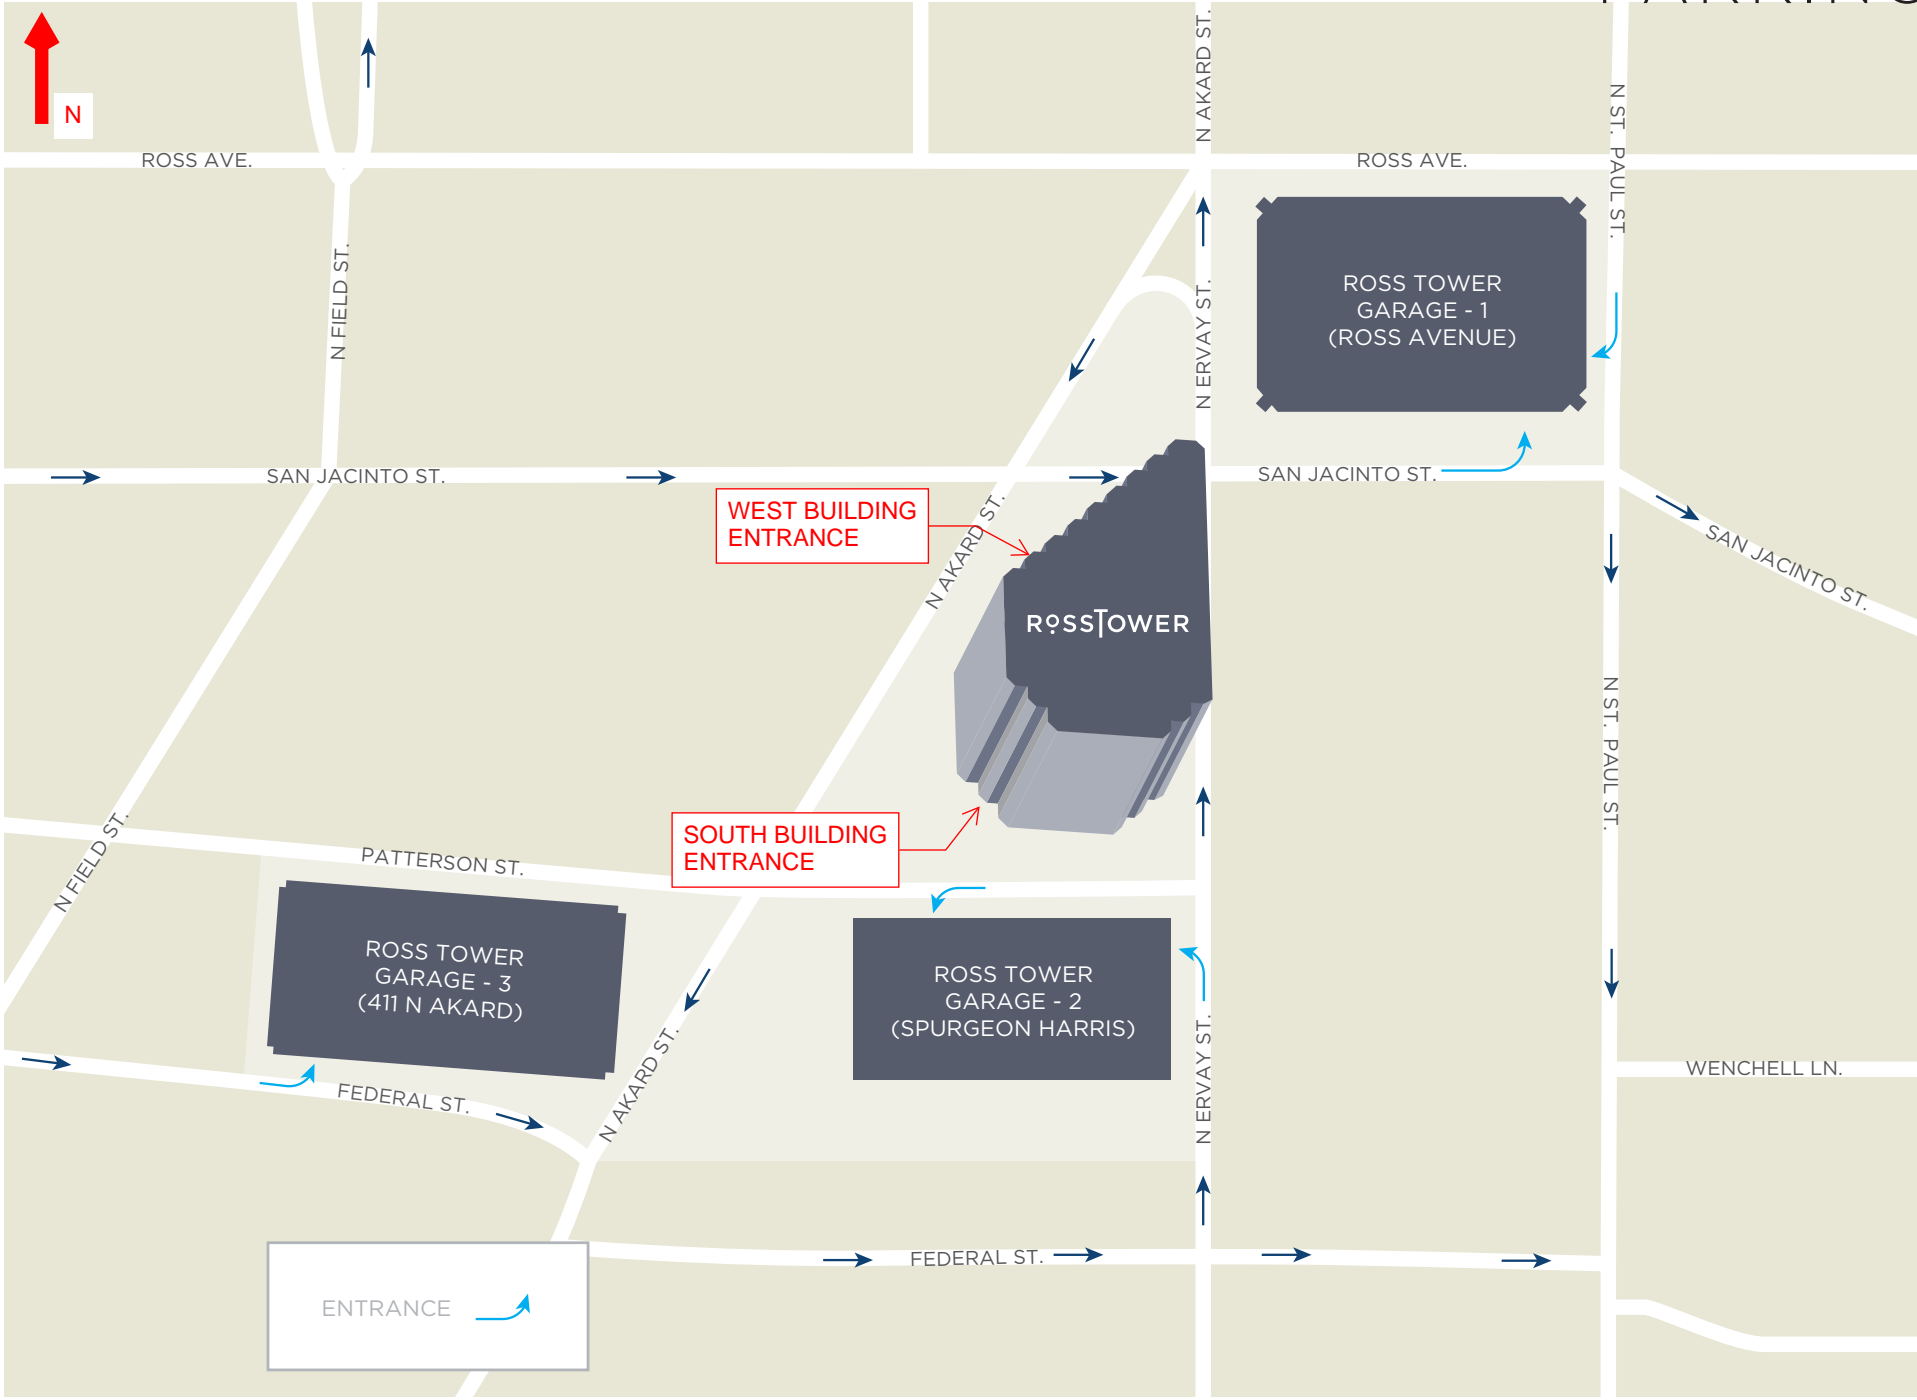 N AKARD ST.
N
N ST. PAUL ST.
ROSS AVE.
ROSS AVE.
N FIELD ST.
N ERVAY ST.
ROSS TOWER
GARAGE - 1
(ROSS AVENUE)
SAN JACINTO ST.
SAN JACINTO ST.
WEST BUILDING
ENTRANCE
N AKARD ST.
SAN JACINTO ST.
ROSS TOWER
N ST. PAUL ST.
SOUTH BUILDING
ENTRANCE
N FIELD ST.
PATTERSON ST.
ROSS TOWER
GARAGE - 3
(411 N AKARD)
ROSS TOWER
GARAGE - 2
(SPURGEON HARRIS)
N AKARD ST.
N ERVAY ST.
WENCHELL LN.
FEDERAL ST.
FEDERAL ST.
ENTRANCE